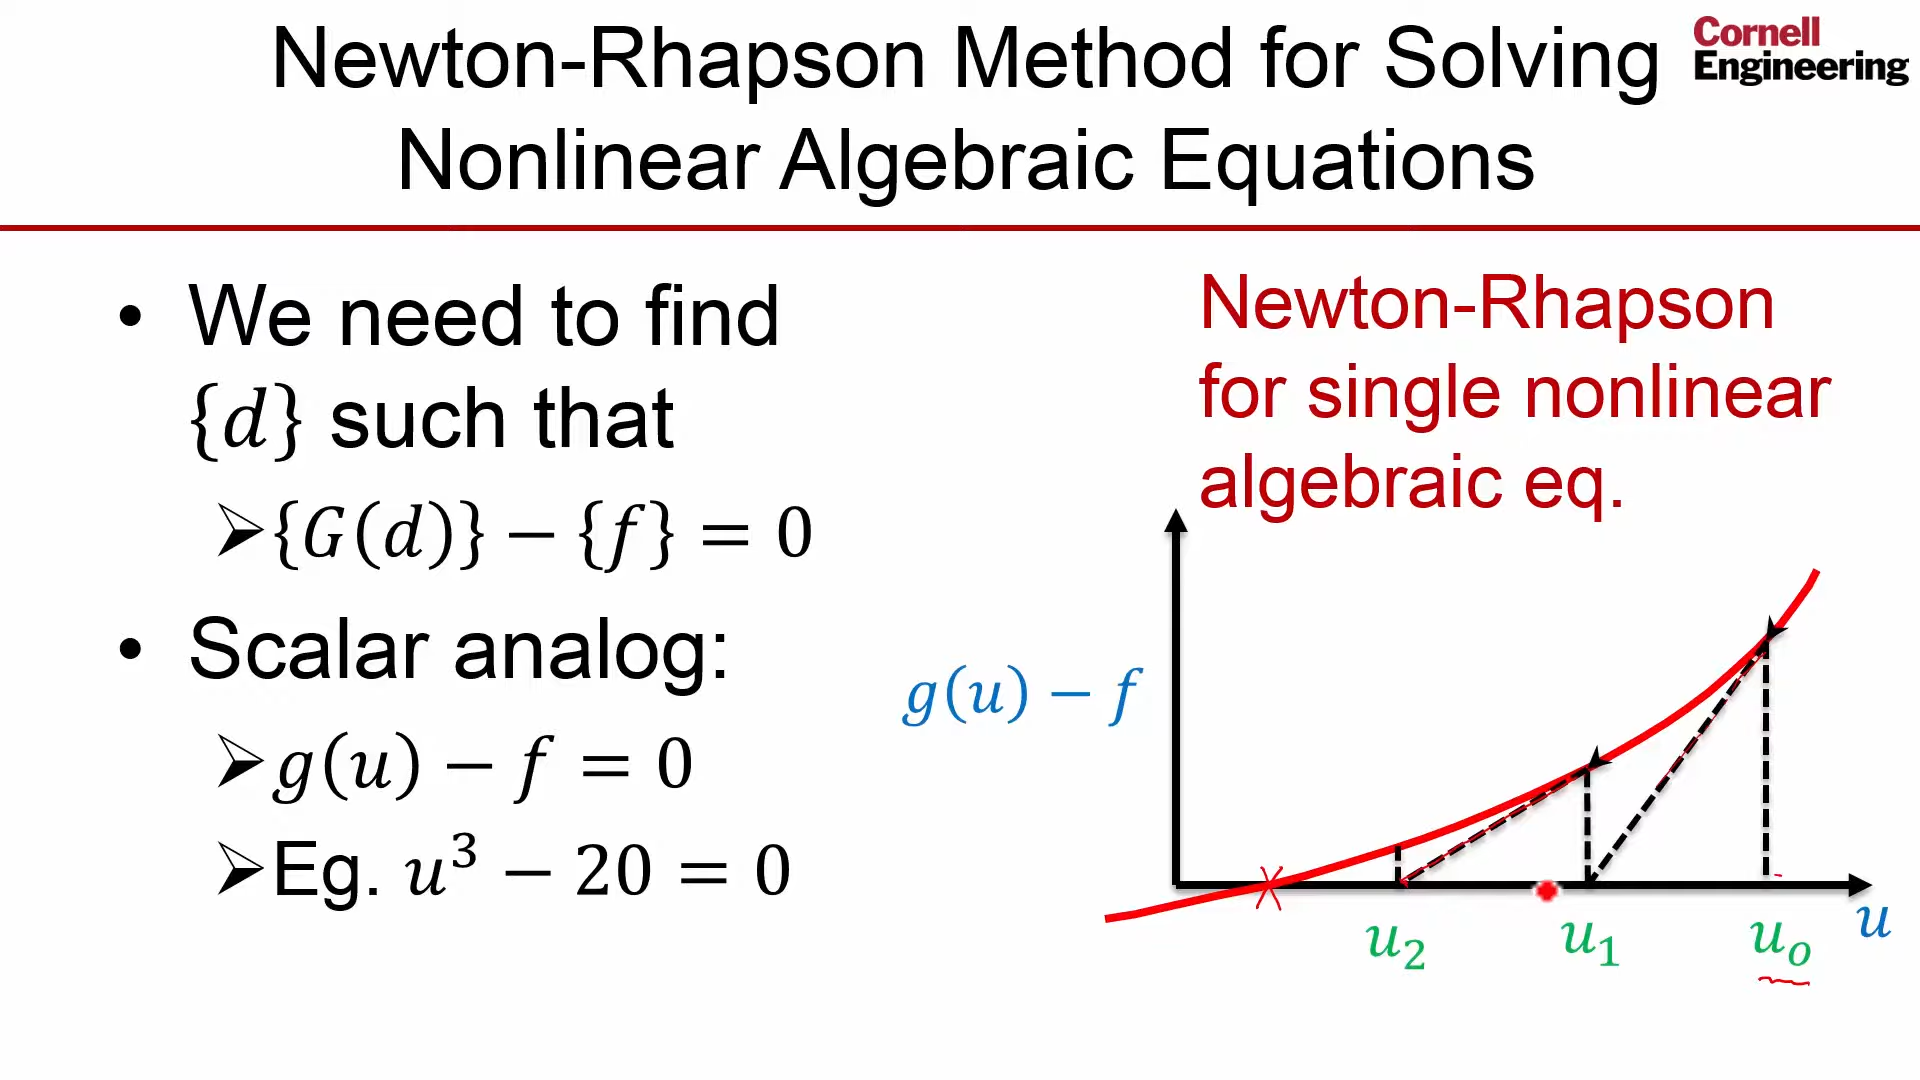 Newton-Rhapson Method for Solving
Nonlinear Algebraic Equations
Cornell
Engineering
• We need to find
{d} such that
➢{G(d)} − {f} = 0
• Scalar analog:
➢g(u) − f = 0
➢Eg. u³ − 20 = 0
Newton-Rhapson
for single nonlinear
algebraic eq.
g(u) − f
u₂
u₁
uₒ
u